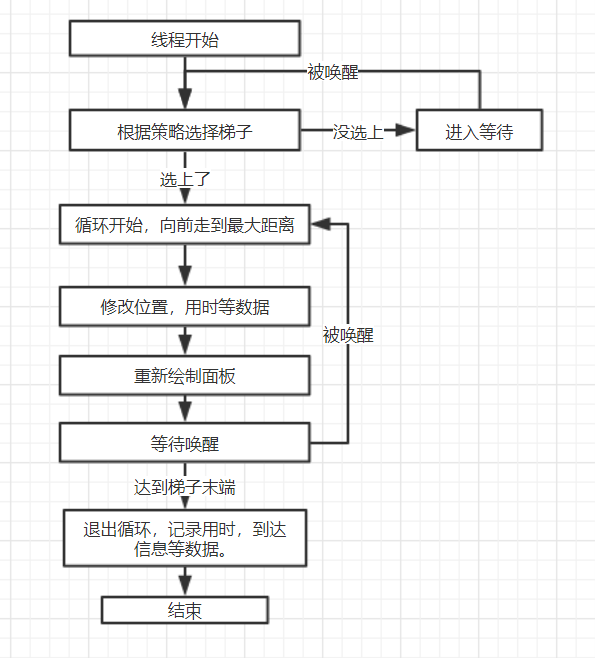 线程开始
被唤醒
根据策略选择梯子
没选上
进入等待
选上了
循环开始，向前走到最大距离
修改位置，用时等数据
被唤醒
重新绘制面板
等待唤醒
达到梯子末端
退出循环，记录用时，到达
信息等数据。
结束